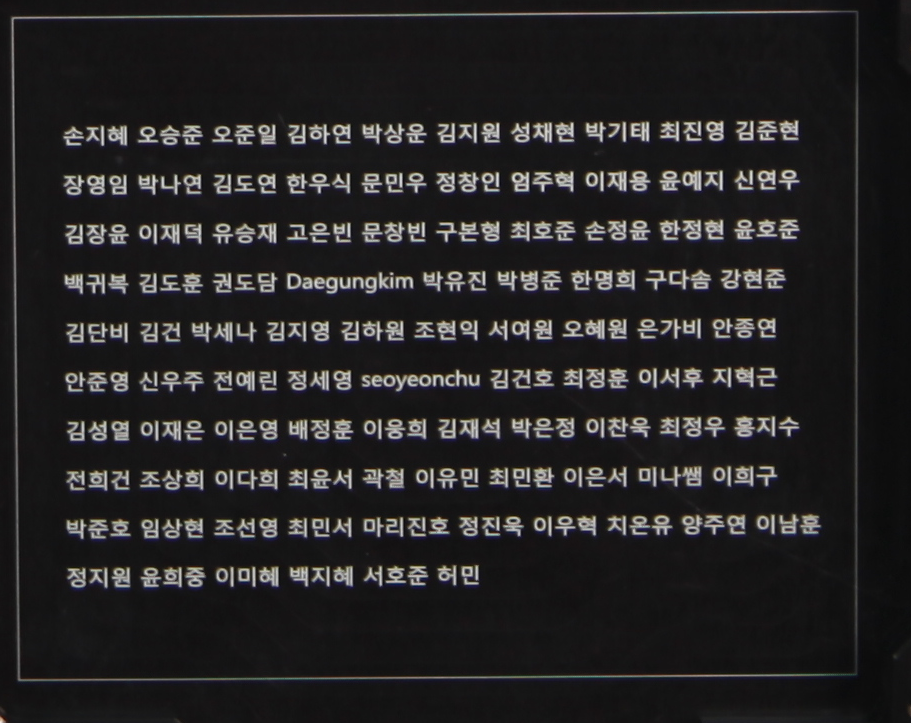 손지혜 오승준 오준일 김하연 박상운 김지원 성채현 박기태 최진영 김준현
장영임 박나연 김도연 한우식 문민우 정창인 엄주혁 이재용 윤예지 신연우
김장윤 이재덕 유승재 고은빈 문창빈 구본형 최호준 손정윤 한정현 윤호준
백귀복 김도훈 권도담 Daegungkim 박유진 박병준 한명희 구다솜 강현준
김단비 김건 박세나 김지영 김하원 조현익 서여원 오혜원 은가비 안종연
안준영 신우주 전예린 정세영 seoyeonchu 김건호 최정훈 이서후 지혁근
김성열 이재은 이은영 배정훈 이웅희 김재석 박은정 이찬욱 최정우 홍지수
전희건 조상희 이다희 최윤서 곽철 이유민 최민환 이은서 미나쌤 이희구
박준호 임상현 조선영 최민서 마리진호 정진욱 이우혁 치온유 양주연 이남훈
정지원 윤희중 이미혜 백지혜 서호준 허민